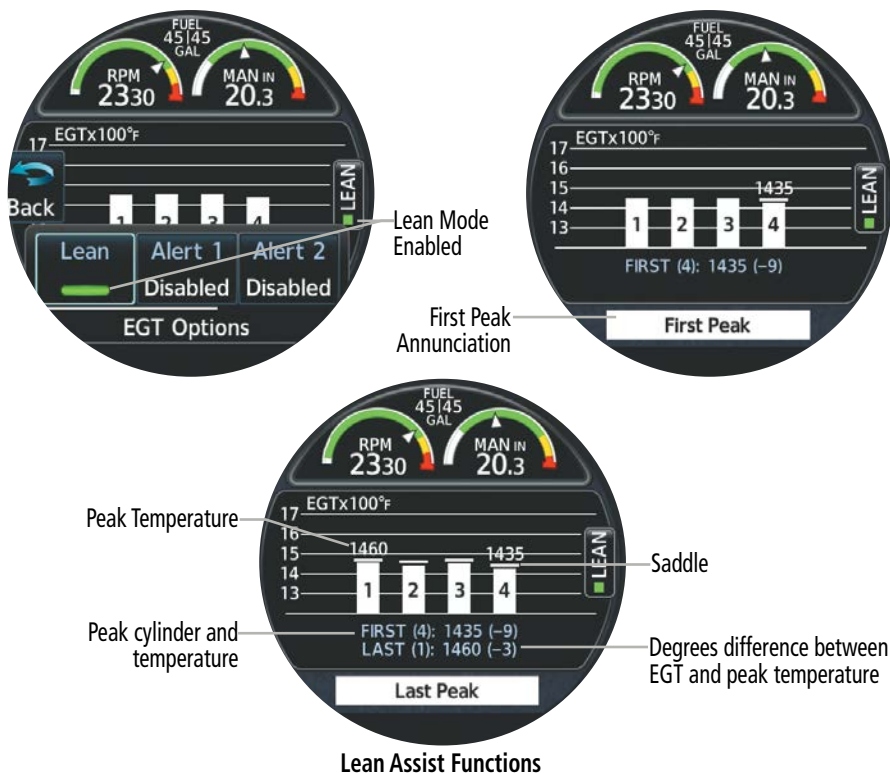 FUEL
45|45
GAL
RPM
2330
MAN IN
20.3
EGTx100°F
17
Back
1 2 3 4
LEAN
Lean
Alert 1
Disabled
Alert 2
Disabled
EGT Options
Lean Mode
Enabled
FUEL
45|45
GAL
RPM
2330
MAN IN
20.3
EGTx100°F
17
16
15
14
13
1435
1 2 3 4
LEAN
FIRST (4): 1435 (–9)
First Peak
First Peak
Annunciation
FUEL
45|45
GAL
RPM
2330
MAN IN
20.3
EGTx100°F
17
16
15
14
13
1460
1435
1 2 3 4
LEAN
FIRST (4): 1435 (–9)
LAST (1): 1460 (–3)
Last Peak
Peak Temperature
Peak cylinder and
temperature
Saddle
Degrees difference between
EGT and peak temperature
Lean Assist Functions